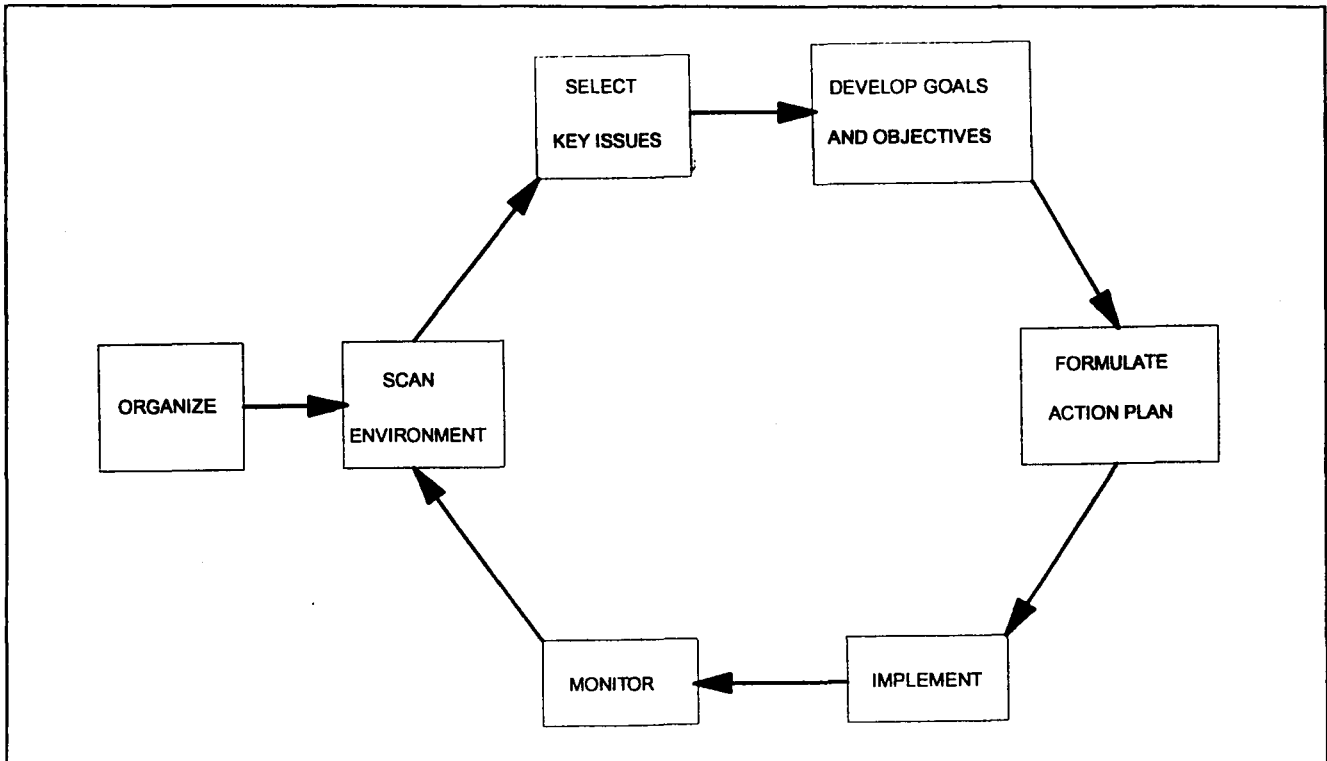 SELECT
KEY ISSUES
DEVELOP GOALS
AND OBJECTIVES
ORGANIZE
SCAN
ENVIRONMENT
FORMULATE
ACTION PLAN
MONITOR
IMPLEMENT